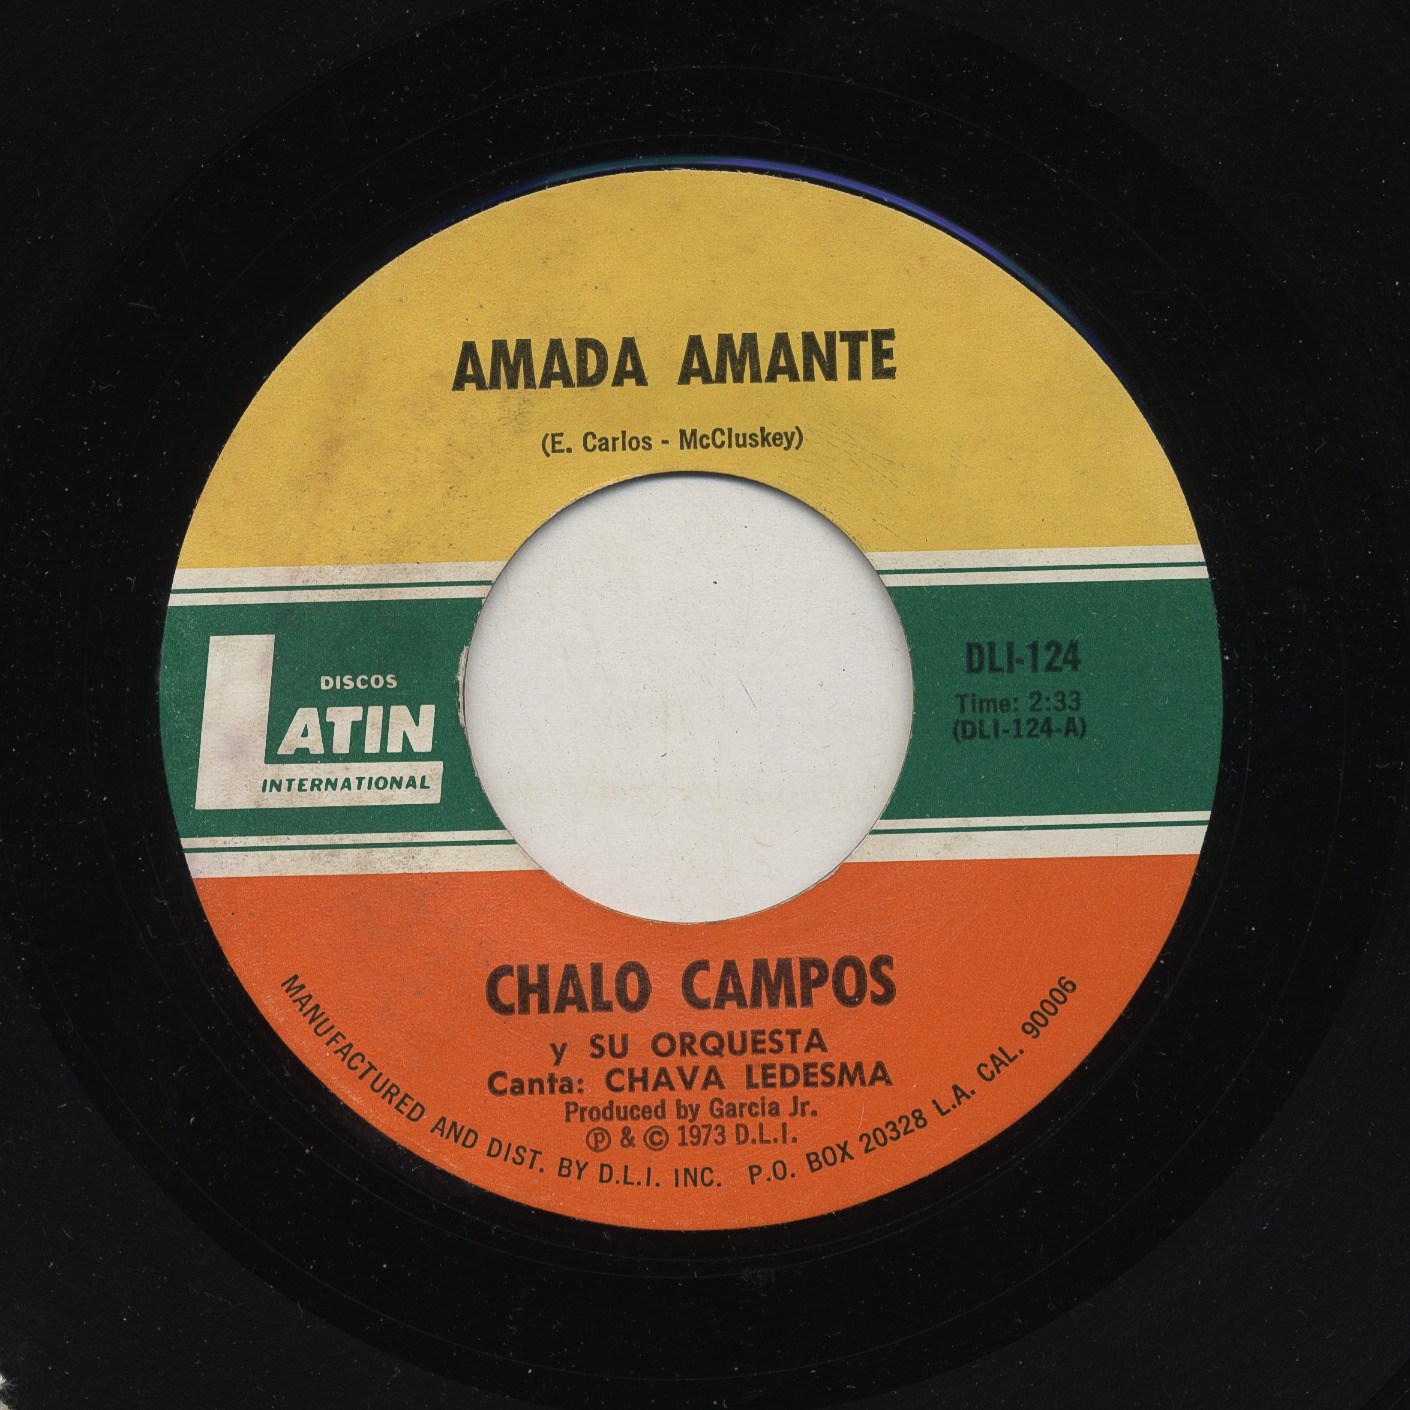 AMADA AMANTE
(E. Carlos - McCluskey)
DISCOS
LATIN
INTERNATIONAL
DLI-124
Time: 2:33
(DLI-124-A)
CHALO CAMPOS
y SU ORQUESTA
Canta: CHAVA LEDESMA
Produced by Garcia Jr.
℗ & © 1973 D.L.I.
MANUFACTURED AND DIST. BY D.L.I. INC. P.O. BOX 20328 L.A. CAL. 90006